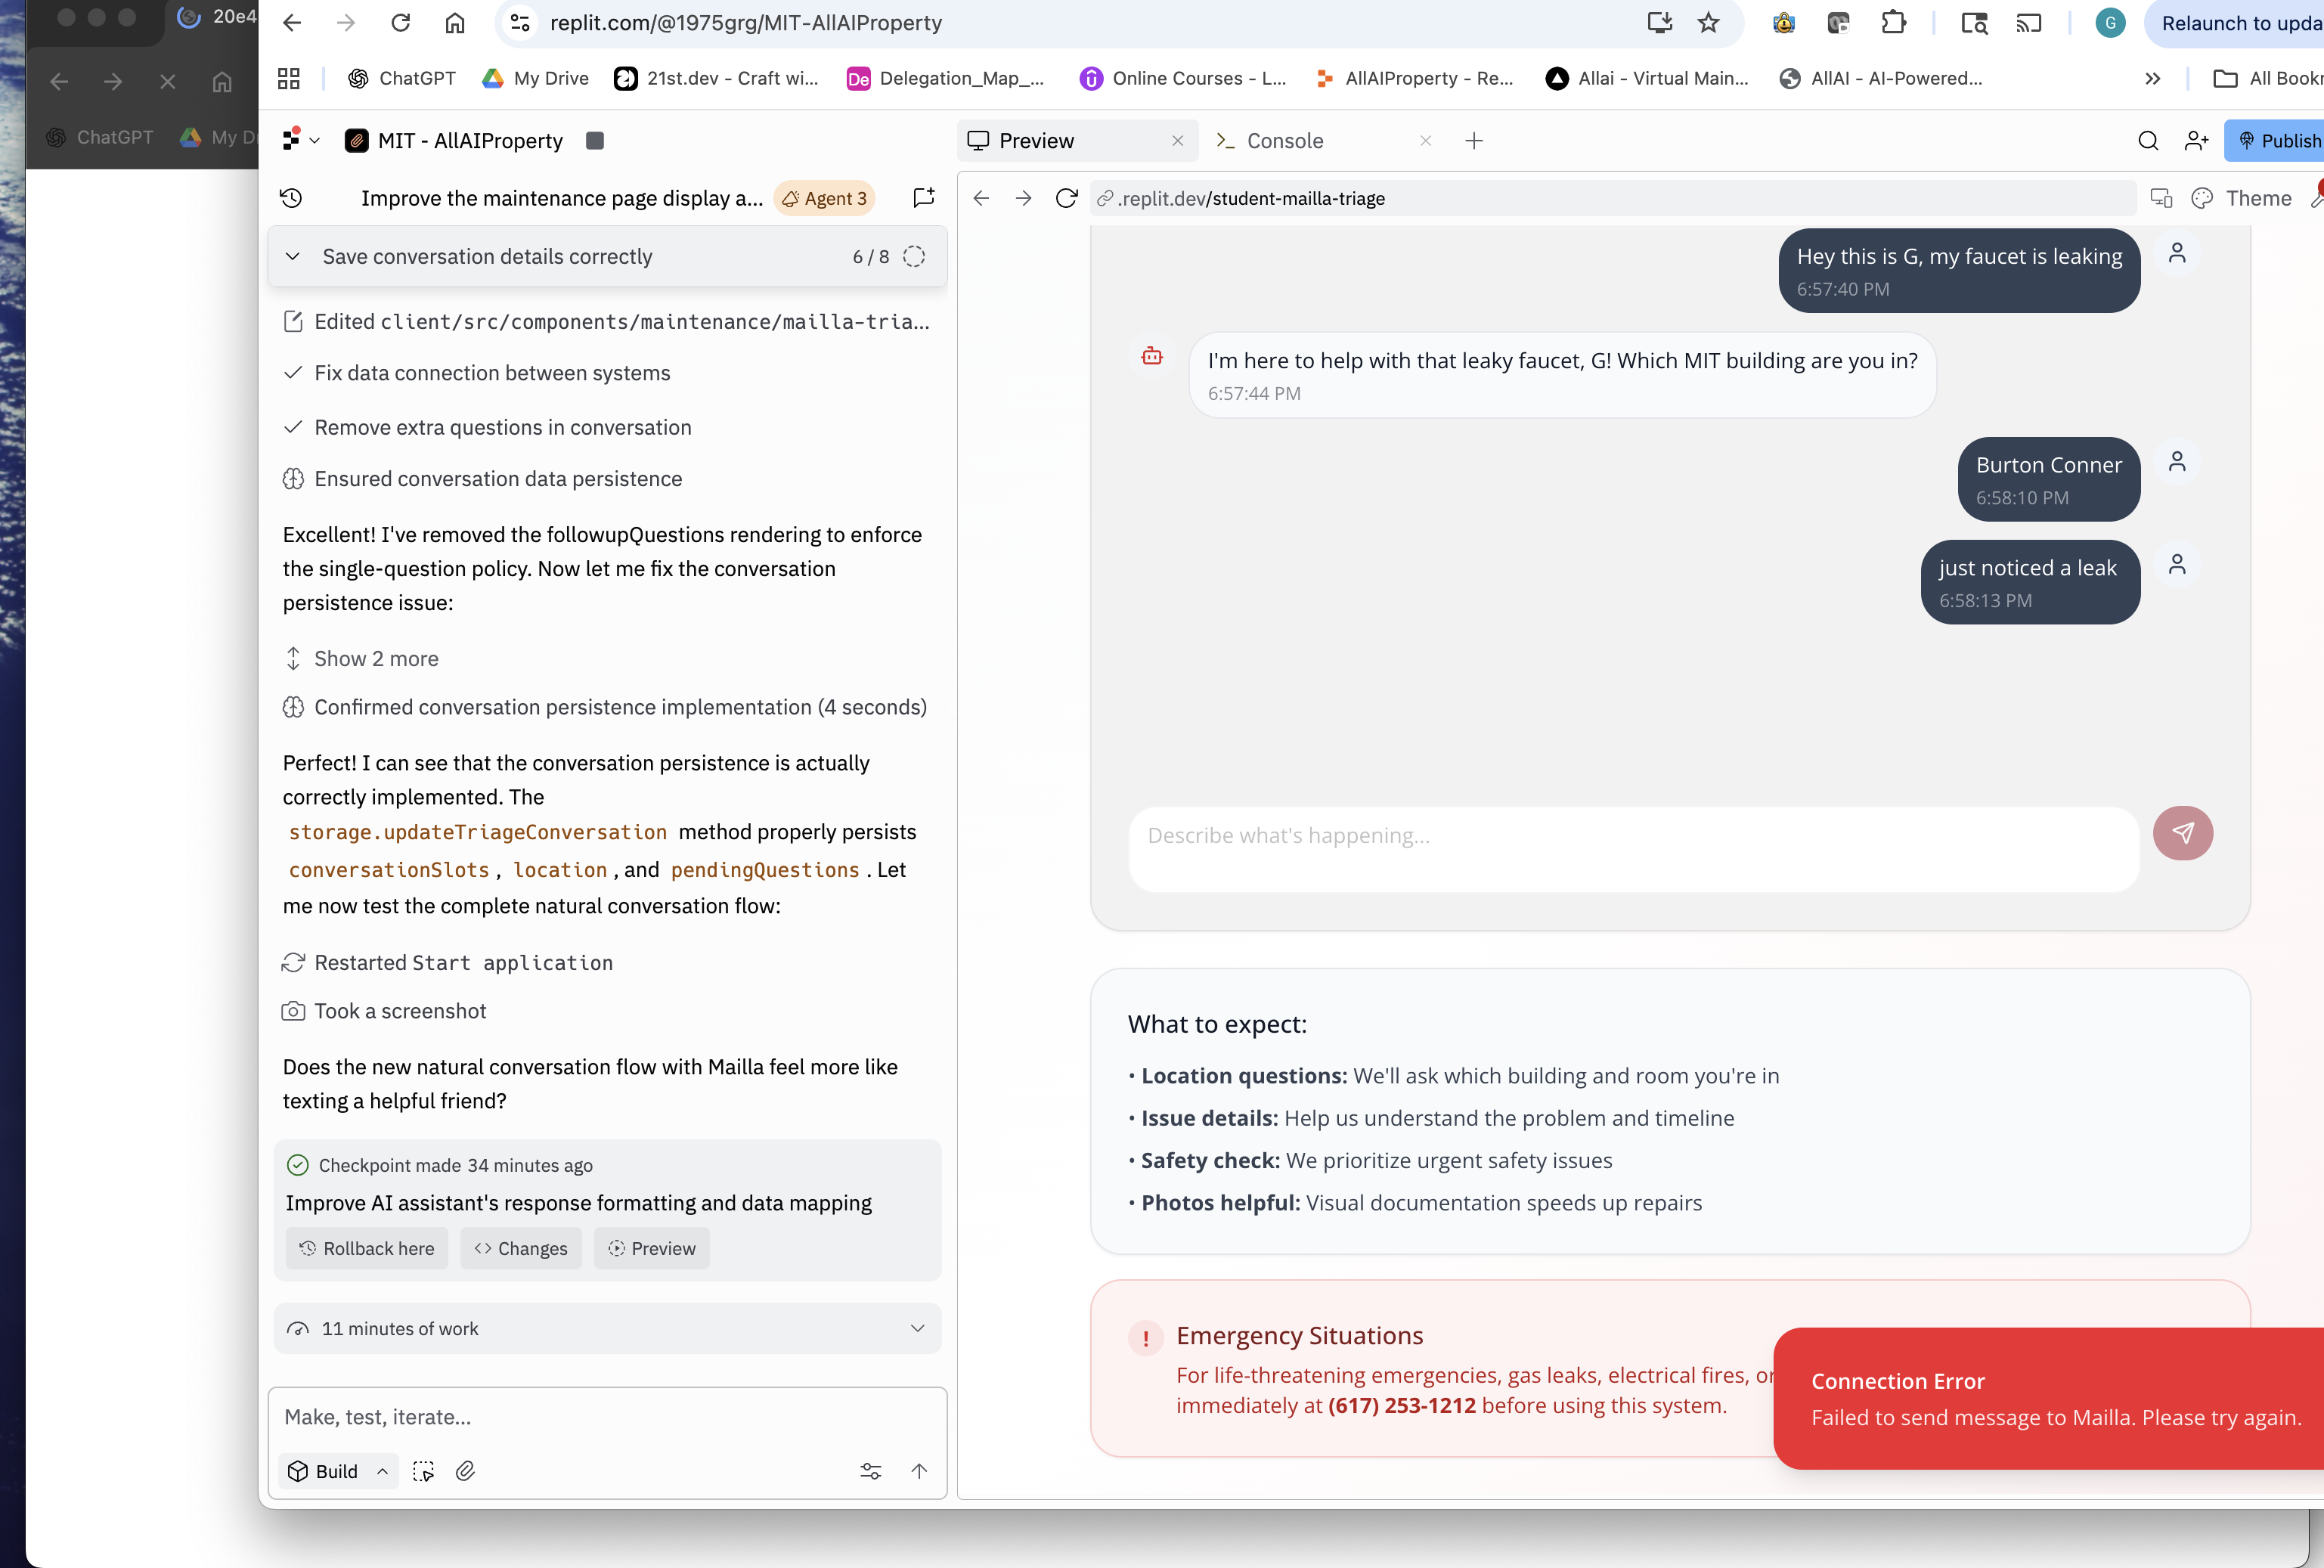 20e4
ChatGPT
My D
replit.com/@1975grg/MIT-AllAIProperty
G
Relaunch to upda
ChatGPT
My Drive
21st.dev - Craft wi...
De
Delegation_Map_...
Online Courses - L...
AllAIProperty - Re...
Allai - Virtual Main...
AllAI - AI-Powered...
All Bookr
MIT - AllAIProperty
Preview
Console
Publish
Improve the maintenance page display a...
Agent 3
.replit.dev/student-mailla-triage
Theme
Save conversation details correctly
6 / 8
Edited client/src/components/maintenance/mailla-tria...
Fix data connection between systems
Remove extra questions in conversation
Ensured conversation data persistence
Excellent! I've removed the followupQuestions rendering to enforce
the single-question policy. Now let me fix the conversation
persistence issue:
Show 2 more
Confirmed conversation persistence implementation (4 seconds)
Perfect! I can see that the conversation persistence is actually
correctly implemented. The
storage.updateTriageConversation method properly persists
conversationSlots , location , and pendingQuestions . Let
me now test the complete natural conversation flow:
Restarted Start application
Took a screenshot
Does the new natural conversation flow with Mailla feel more like
texting a helpful friend?
Checkpoint made 34 minutes ago
Improve AI assistant's response formatting and data mapping
Rollback here
Changes
Preview
11 minutes of work
Make, test, iterate...
Build
Hey this is G, my faucet is leaking
6:57:40 PM
I'm here to help with that leaky faucet, G! Which MIT building are you in?
6:57:44 PM
Burton Conner
6:58:10 PM
just noticed a leak
6:58:13 PM
Describe what's happening...
What to expect:
• Location questions: We'll ask which building and room you're in
• Issue details: Help us understand the problem and timeline
• Safety check: We prioritize urgent safety issues
• Photos helpful: Visual documentation speeds up repairs
Emergency Situations
For life-threatening emergencies, gas leaks, electrical fires, or
immediately at (617) 253-1212 before using this system.
Connection Error
Failed to send message to Mailla. Please try again.